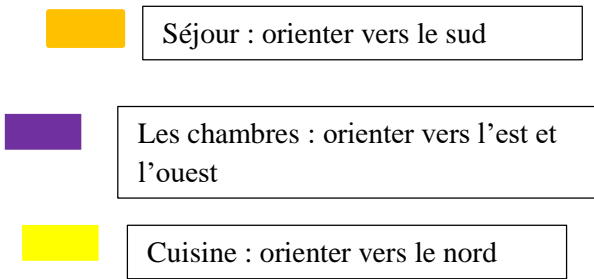 Séjour : orienter vers le sud
Les chambres : orienter vers l’est et
l’ouest
Cuisine : orienter vers le nord